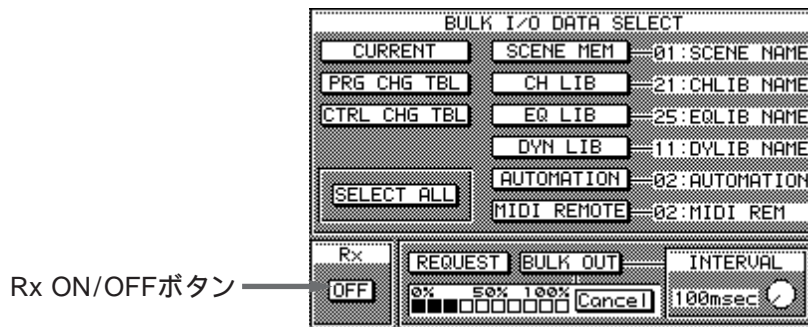 BULK I/O DATA SELECT
CURRENT SCENE MEM 01:SCENE NAME
PRG CHG TBL CH LIB 21:CHLIB NAME
CTRL CHG TBL EQ LIB 25:EQLIB NAME
DYN LIB 11:DYLIB NAME
SELECT ALL AUTOMATION 02:AUTOMATION
MIDI REMOTE 02:MIDI REM
Rx REQUEST BULK OUT INTERVAL
Rx ON/OFFボタン OFF 0% 50% 100% Cancel 100msec